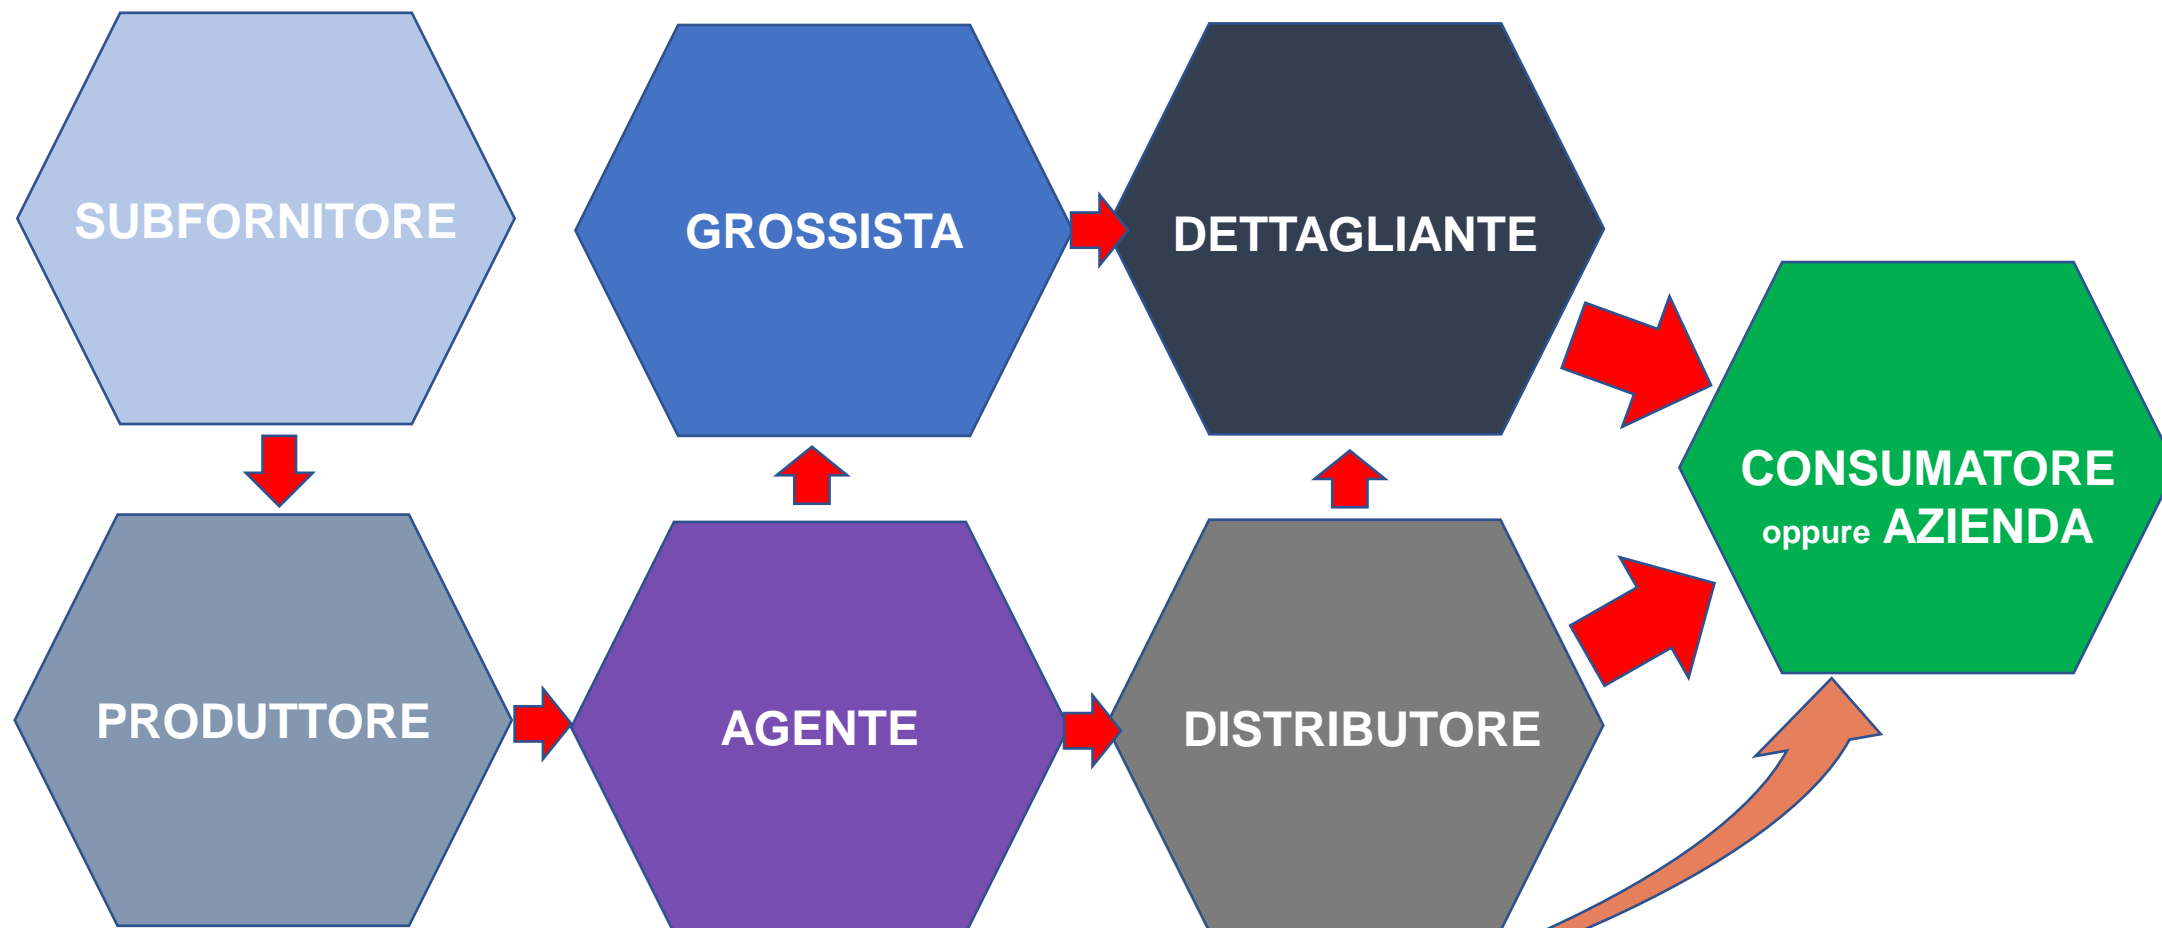 SUBFORNITORE
GROSSISTA
DETTAGLIANTE
CONSUMATORE
oppure AZIENDA
PRODUTTORE
AGENTE
DISTRIBUTORE